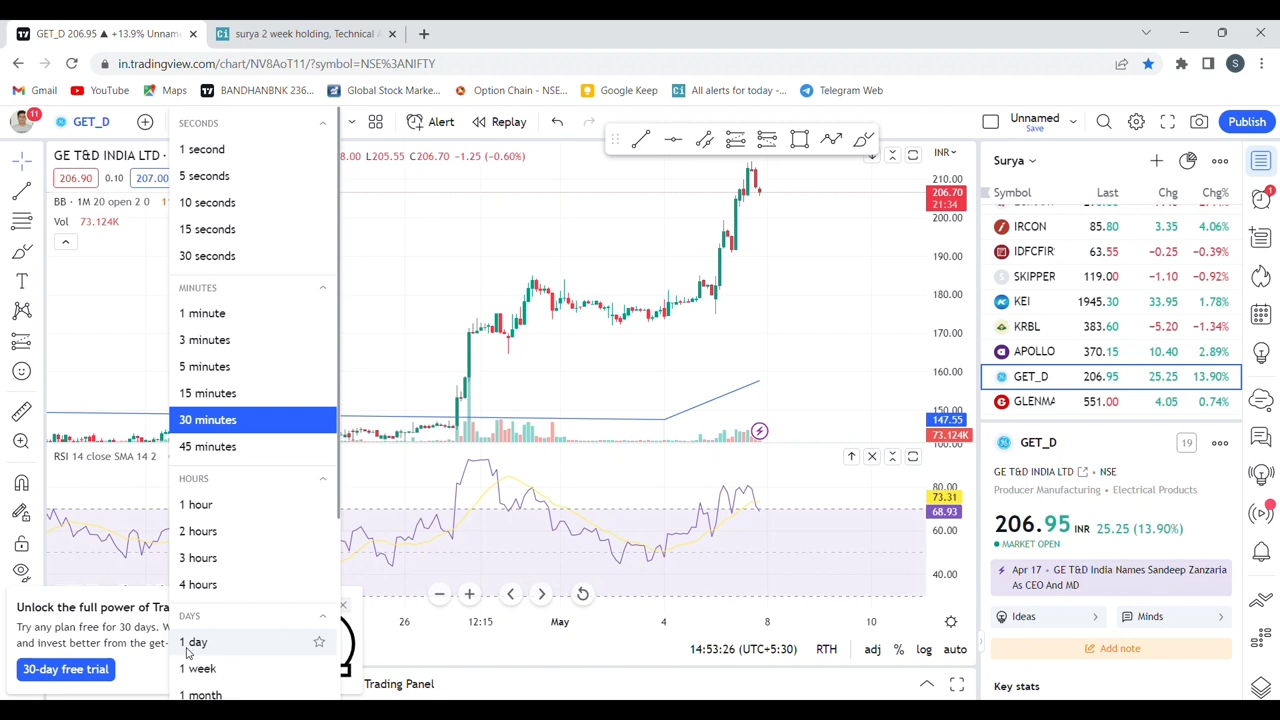 GET_D 206.95 ▲ +13.9% Unnam
surya 2 week holding, Technical
in.tradingview.com/chart/NV8AoT11/?symbol=NSE%3ANIFTY
S
Gmail YouTube Maps BANDHANBNK 236... Global Stock Marke... Option Chain - NSE... Google Keep All alerts for today -... Telegram Web
11
GET_D
Alert Replay
Unnamed
Save
Publish
GE T&D INDIA LTD ·
8.00 L205.55 C206.70 -1.25 (-0.60%)
206.90 0.10 207.00
BB · 1M 20 open 2 0
Vol 73.124K
RSI 14 close SMA 14 2
SECONDS
1 second
5 seconds
10 seconds
15 seconds
30 seconds
MINUTES
1 minute
3 minutes
5 minutes
15 minutes
30 minutes
45 minutes
HOURS
1 hour
2 hours
3 hours
4 hours
DAYS
1 day
1 week
1 month
INR
210.00
206.70
21:34
200.00
190.00
180.00
170.00
160.00
150.00
147.55
73.124K
100.00
80.00
73.31
68.93
60.00
40.00
26 12:15 May 4 8 10
14:53:26 (UTC+5:30) RTH adj % log auto
Trading Panel
Unlock the full power of Tra
Try any plan free for 30 days. W
and invest better from the get-
30-day free trial
Surya
Symbol Last Chg Chg%
IRCON 85.80 3.35 4.06%
IDFCFIR 63.55 -0.25 -0.39%
SKIPPER 119.00 -1.10 -0.92%
KEI 1945.30 33.95 1.78%
KRBL 383.60 -5.20 -1.34%
APOLLO 370.15 10.40 2.89%
GET_D 206.95 25.25 13.90%
GLENMA 551.00 4.05 0.74%
GET_D 19
GE T&D INDIA LTD • NSE
Producer Manufacturing • Electrical Products
206.95 INR 25.25 (13.90%)
MARKET OPEN
Apr 17 • GE T&D India Names Sandeep Zanzaria
As CEO And MD
Ideas Minds
Add note
Key stats
1